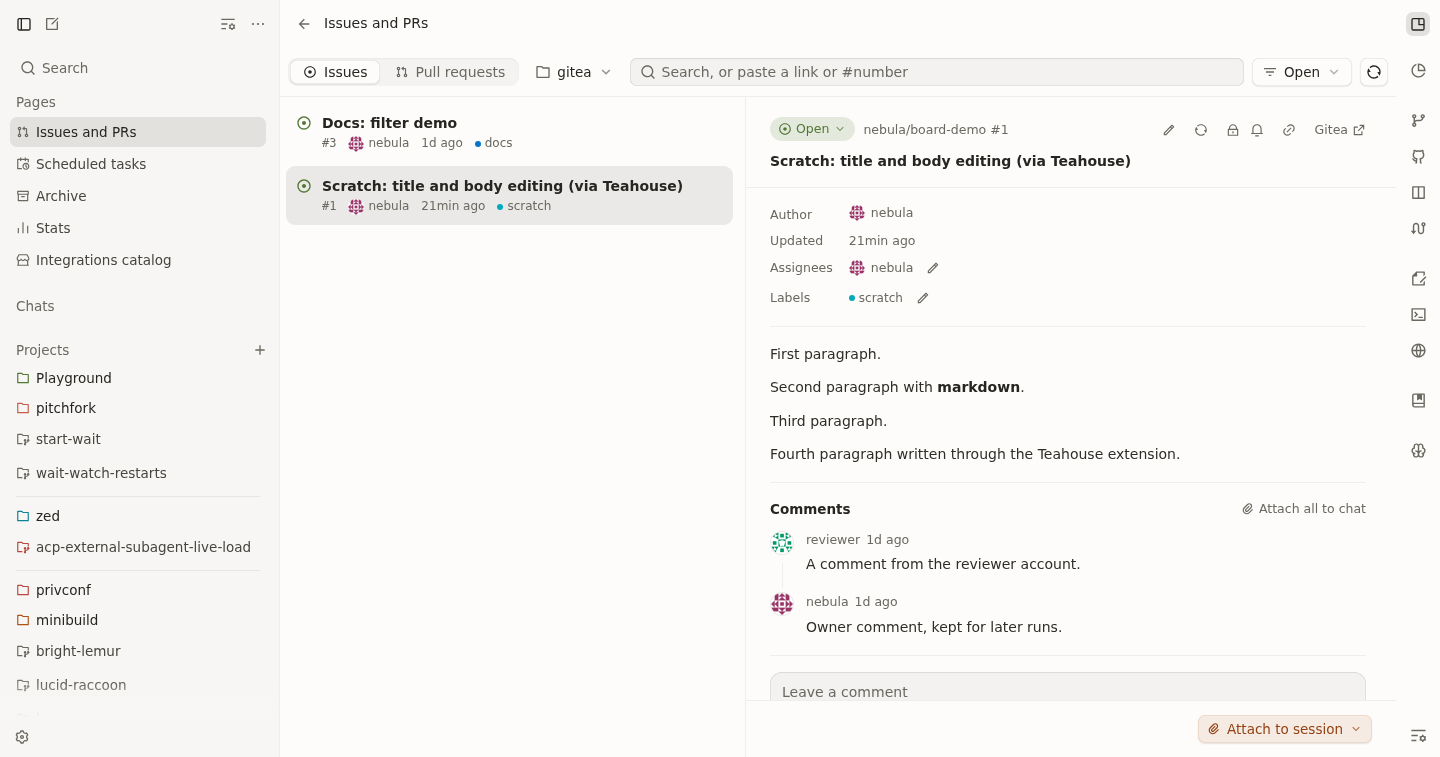 Search
Pages
Issues and PRs
Scheduled tasks
Archive
Stats
Integrations catalog
Chats
Projects
Playground
pitchfork
start-wait
wait-watch-restarts
zed
acp-external-subagent-live-load
privconf
minibuild
bright-lemur
lucid-raccoon
Issues and PRs
Issues
Pull requests
gitea
Search, or paste a link or #number
Open
Docs: filter demo
#3 nebula 1d ago docs
Scratch: title and body editing (via Teahouse)
#1 nebula 21min ago scratch
Open nebula/board-demo #1 Gitea
Scratch: title and body editing (via Teahouse)
Author nebula
Updated 21min ago
Assignees nebula
Labels scratch
First paragraph.
Second paragraph with markdown.
Third paragraph.
Fourth paragraph written through the Teahouse extension.
Comments Attach all to chat
reviewer 1d ago
A comment from the reviewer account.
nebula 1d ago
Owner comment, kept for later runs.
Leave a comment
Attach to session